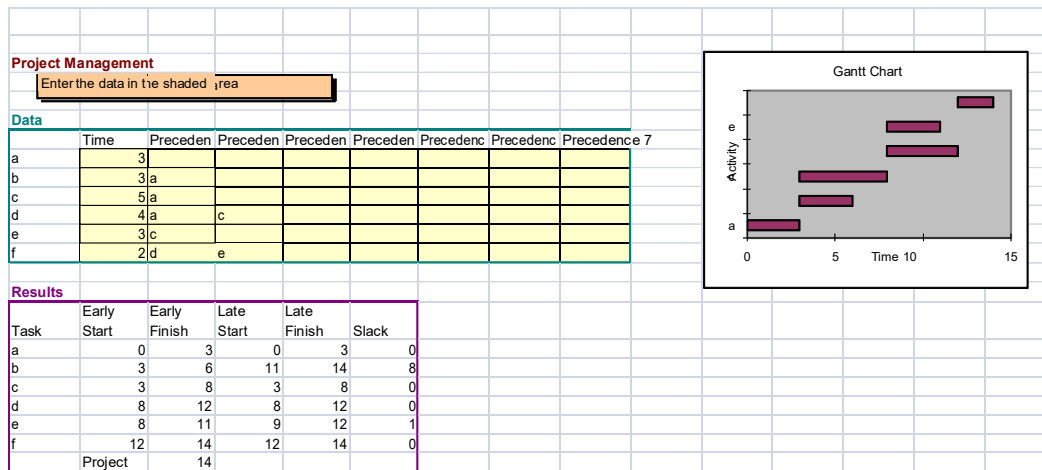 Project Management
Enter the data in the shaded area
Data
Time Preceden Preceden Preceden Preceden Precedenc Precedenc Precedence 7
a 3
b 3 a
c 5 a
d 4 a c
e 3 c
f 2 d e
Results
Early Early Late Late
Task Start Finish Start Finish Slack
a 0 3 0 3 0
b 3 6 11 14 8
c 3 8 3 8 0
d 8 12 8 12 0
e 8 11 9 12 1
f 12 14 12 14 0
Project 14
Gantt Chart
e
Activity
a
0 5 10 15
Time